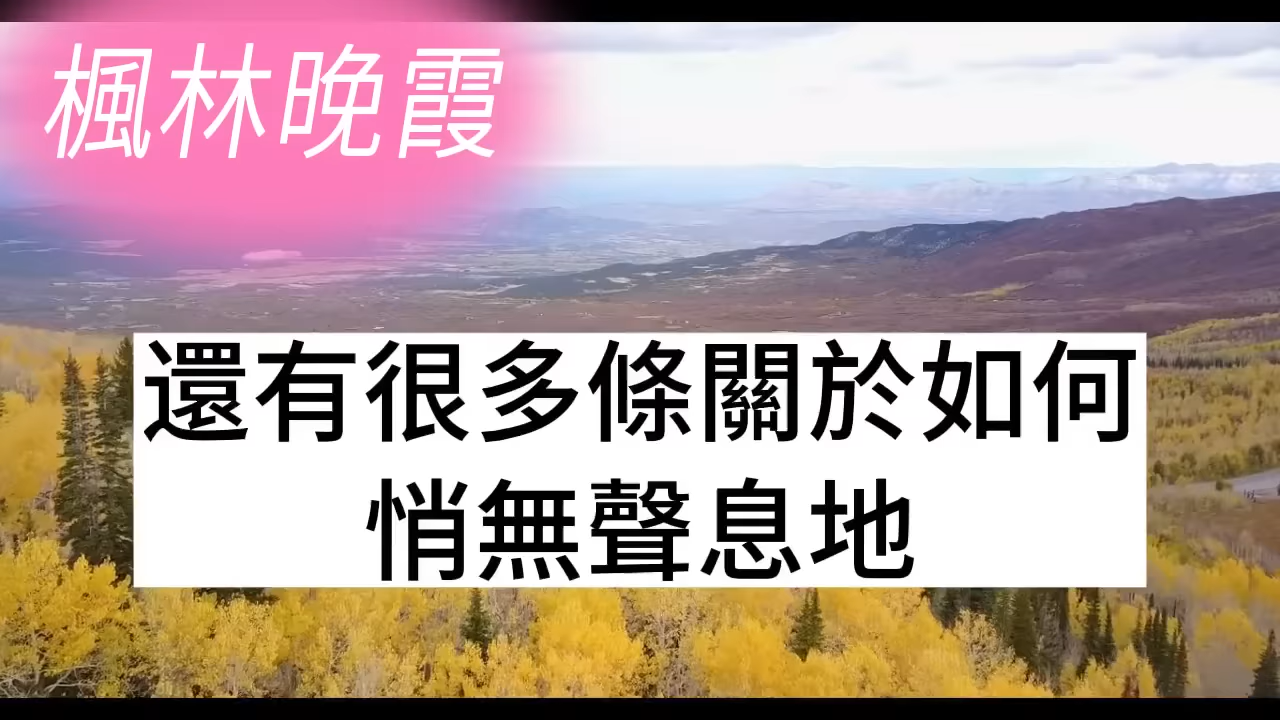 楓林晚霞
還有很多條關於如何
悄無聲息地